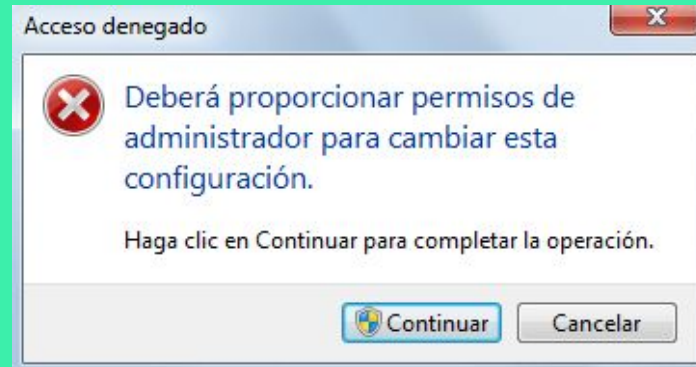 Acceso denegado
Deberá proporcionar permisos de
administrador para cambiar esta
configuración.
Haga clic en Continuar para completar la operación.
Continuar Cancelar